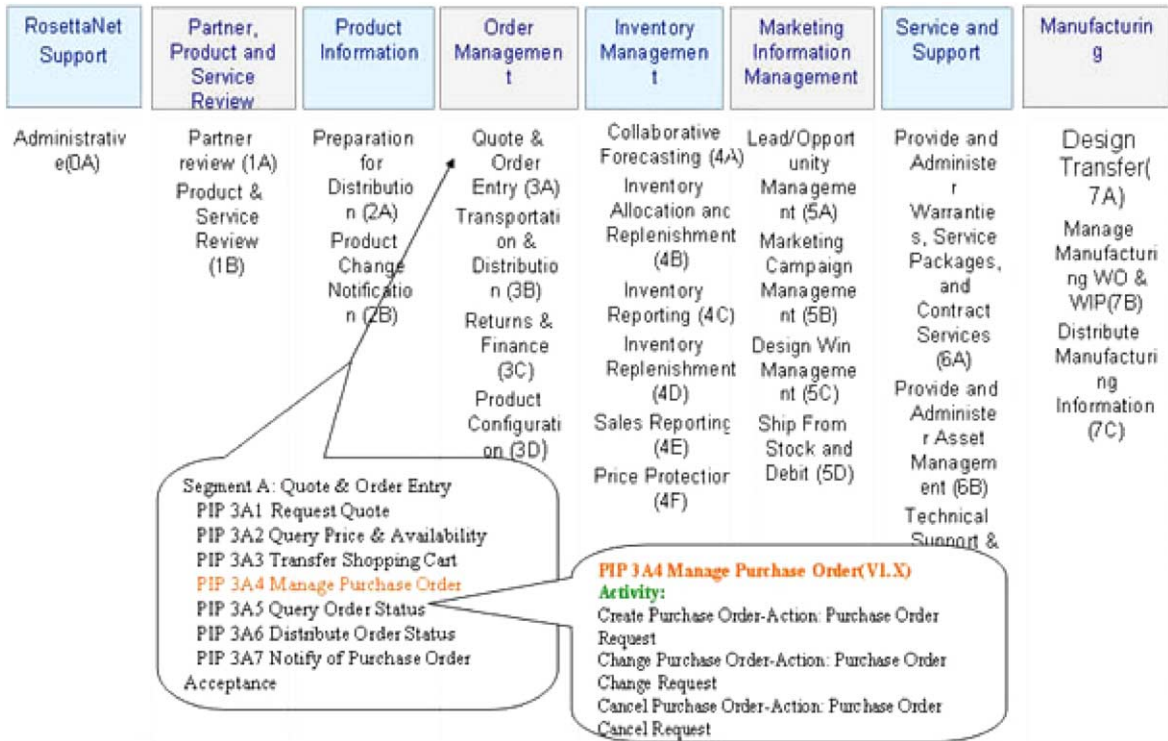 RosettaNet
Support
Partner,
Product and
Service
Review
Product
Information
Order
Managemen
t
Inventory
Managemen
t
Marketing
Information
Management
Service and
Support
Manufacturin
g
Administrativ
e(0A)
Partner
review (1A)
Product &
Service
Review
(1B)
Preparation
for
Distributio
n (2A)
Product
Change
Notificatio
n (2B)
Quote &
Order
Entry (3A)
Transportati
on &
Distributio
n (3B)
Returns &
Finance
(3C)
Product
Configurati
on (3D)
Collaborative
Forecasting (4A)
Inventory
Allocation and
Replenishment
(4B)
Inventory
Reporting (4C)
Inventory
Replenishment
(4D)
Sales Reporting
(4E)
Price Protection
(4F)
Lead/Opport
unity
Manageme
nt (5A)
Marketing
Campaign
Manageme
nt (5B)
Design Win
Manageme
nt (5C)
Ship From
Stock and
Debit (5D)
Provide and
Administe
r
Warrantie
s, Service
Packages,
and
Contract
Services
(6A)
Provide and
Administe
r Asset
Managem
ent (6B)
Technical
Support &
Design
Transfer(
7A)
Manage
Manufacturi
ng WO &
WIP(7B)
Distribute
Manufacturi
ng
Information
(7C)
Segment A: Quote & Order Entry
PIP 3A1 Request Quote
PIP 3A2 Query Price & Availability
PIP 3A3 Transfer Shopping Cart
PIP 3A4 Manage Purchase Order
PIP 3A5 Query Order Status
PIP 3A6 Distribute Order Status
PIP 3A7 Notify of Purchase Order
Acceptance
PIP 3A4 Manage Purchase Order(V1.X)
Activity:
Create Purchase Order-Action: Purchase Order
Request
Change Purchase Order-Action: Purchase Order
Change Request
Cancel Purchase Order-Action: Purchase Order
Cancel Request